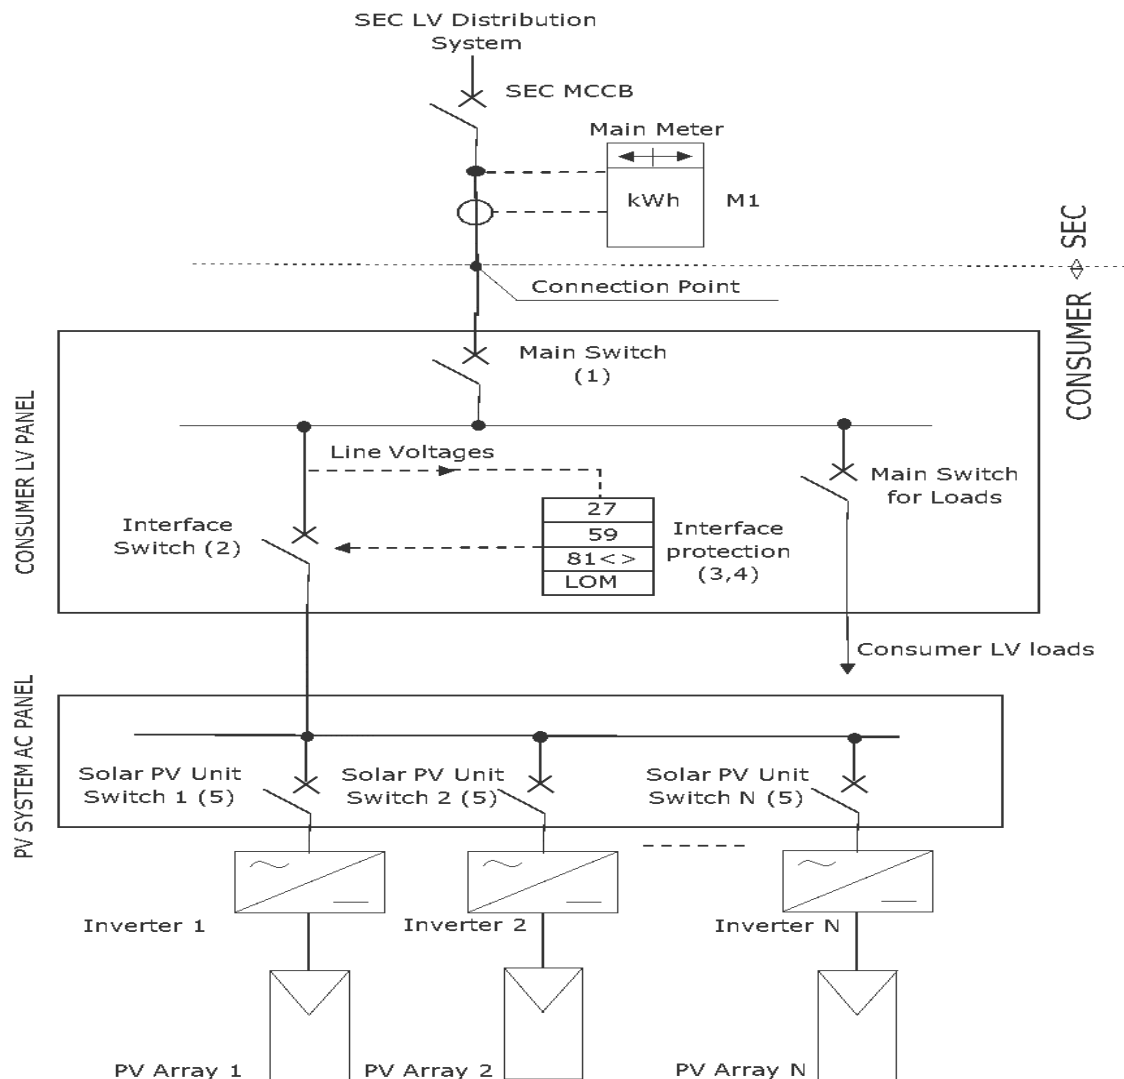 SEC LV Distribution
System
SEC MCCB
Main Meter
kWh
M1
SEC
CONSUMER
Connection Point
CONSUMER LV PANEL
Main Switch
(1)
Line Voltages
Main Switch
for Loads
Interface
Switch (2)
27
59
81<>
LOM
Interface
protection
(3,4)
Consumer LV loads
PV SYSTEM AC PANEL
Solar PV Unit
Switch 1 (5)
Solar PV Unit
Switch 2 (5)
Solar PV Unit
Switch N (5)
Inverter 1
Inverter 2
Inverter N
PV Array 1
PV Array 2
PV Array N